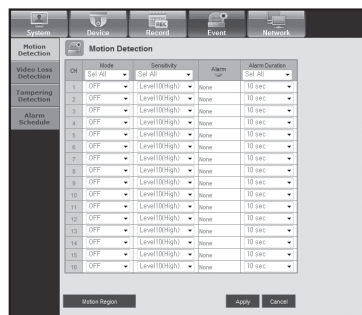 System Device Record Event Network
Motion Detection
Video Loss Detection
Tampering Detection
Alarm Schedule
Motion Detection
CH Mode Sensitivity Alarm Alarm Duration
Sel All Sel All Sel All
1 OFF Level10(High) None 10 sec
2 OFF Level10(High) None 10 sec
3 OFF Level10(High) None 10 sec
4 OFF Level10(High) None 10 sec
5 OFF Level10(High) None 10 sec
6 OFF Level10(High) None 10 sec
7 OFF Level10(High) None 10 sec
8 OFF Level10(High) None 10 sec
9 OFF Level10(High) None 10 sec
10 OFF Level10(High) None 10 sec
11 OFF Level10(High) None 10 sec
12 OFF Level10(High) None 10 sec
13 OFF Level10(High) None 10 sec
14 OFF Level10(High) None 10 sec
15 OFF Level10(High) None 10 sec
16 OFF Level10(High) None 10 sec
Motion Region Apply Cancel